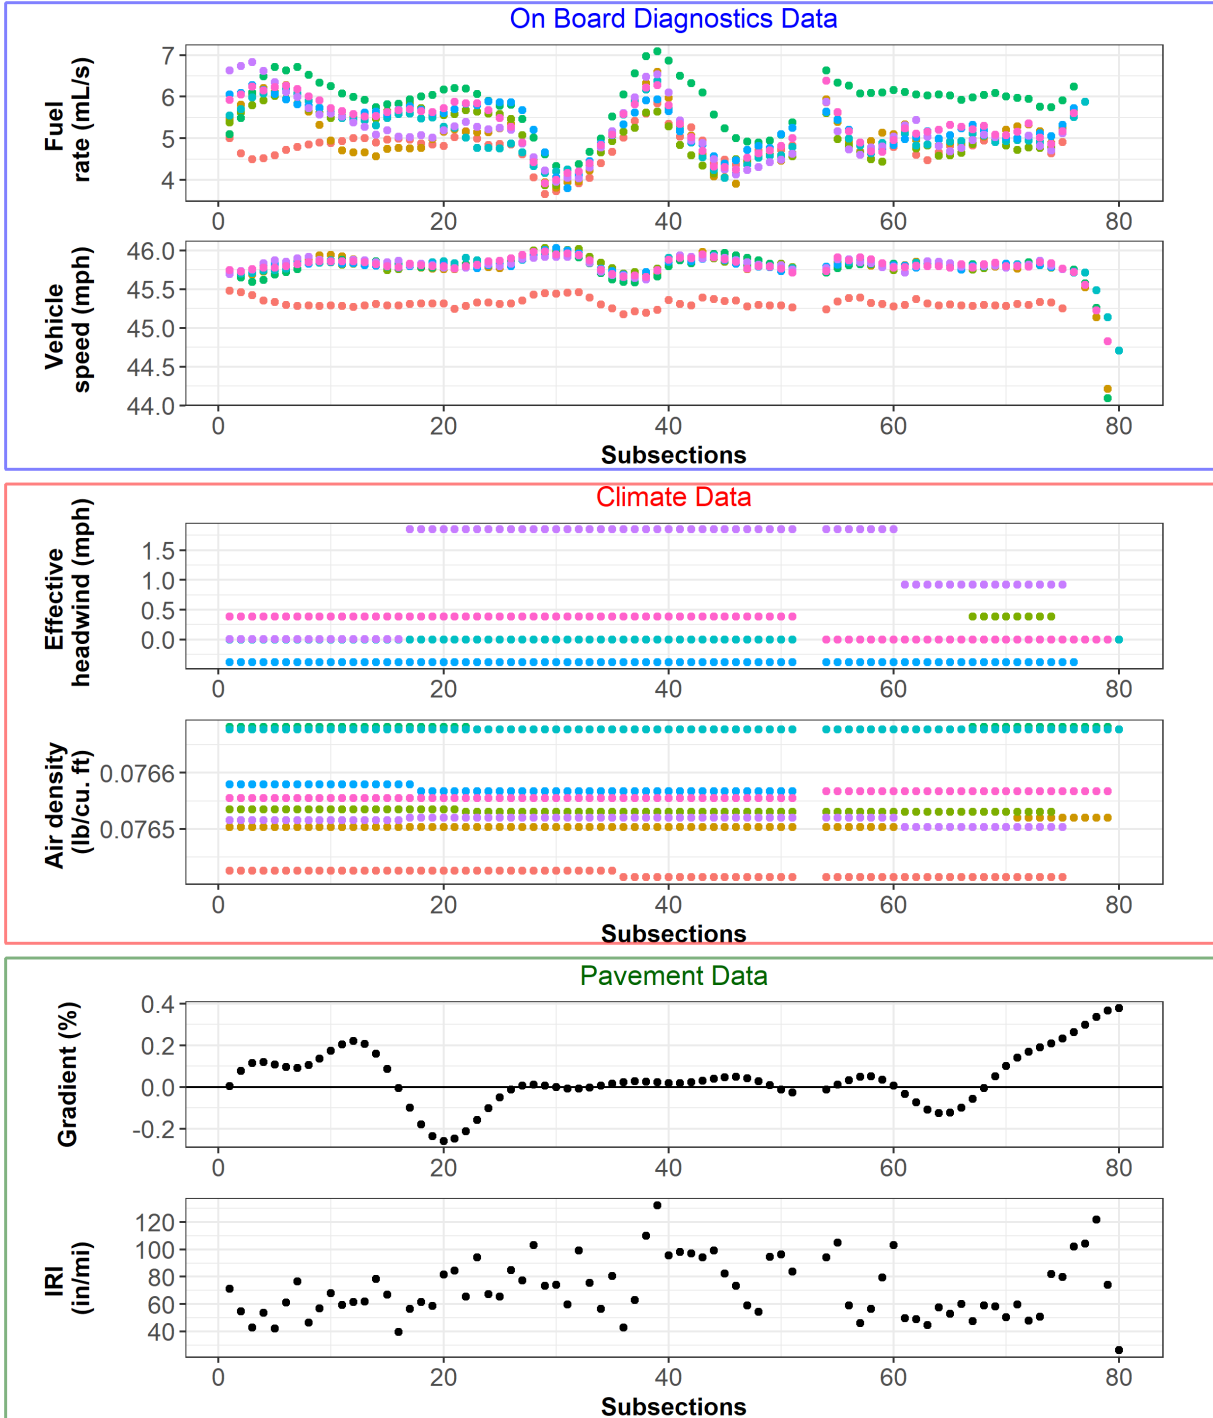 On Board Diagnostics Data
Fuel
rate (mL/s)
7
6
5
4
0 20 40 60 80
Vehicle
speed (mph)
46.0
45.5
45.0
44.5
44.0
0 20 40 60 80
Subsections
Climate Data
Effective
headwind (mph)
1.5
1.0
0.5
0.0
0 20 40 60 80
Air density
(lb/cu. ft)
0.0766
0.0765
0 20 40 60 80
Subsections
Pavement Data
Gradient (%)
0.4
0.2
0.0
-0.2
0 20 40 60 80
IRI
(in/mi)
120
100
80
60
40
0 20 40 60 80
Subsections